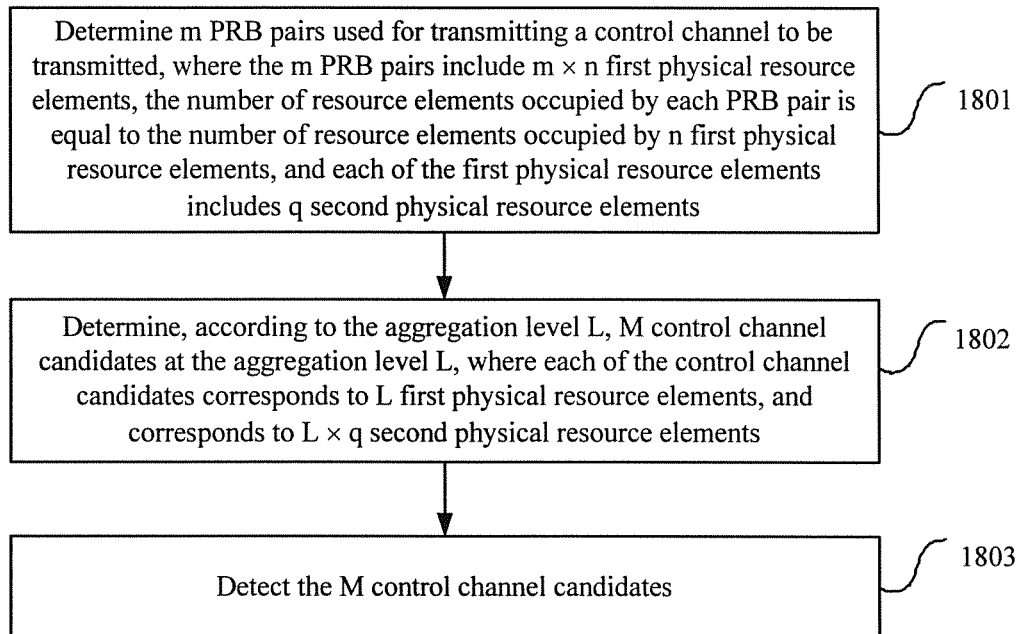 Determine m PRB pairs used for transmitting a control channel to be
transmitted, where the m PRB pairs include m × n first physical resource
elements, the number of resource elements occupied by each PRB pair is
equal to the number of resource elements occupied by n first physical
resource elements, and each of the first physical resource elements
includes q second physical resource elements
1801
Determine, according to the aggregation level L, M control channel
candidates at the aggregation level L, where each of the control channel
candidates corresponds to L first physical resource elements, and
corresponds to L × q second physical resource elements
1802
Detect the M control channel candidates
1803